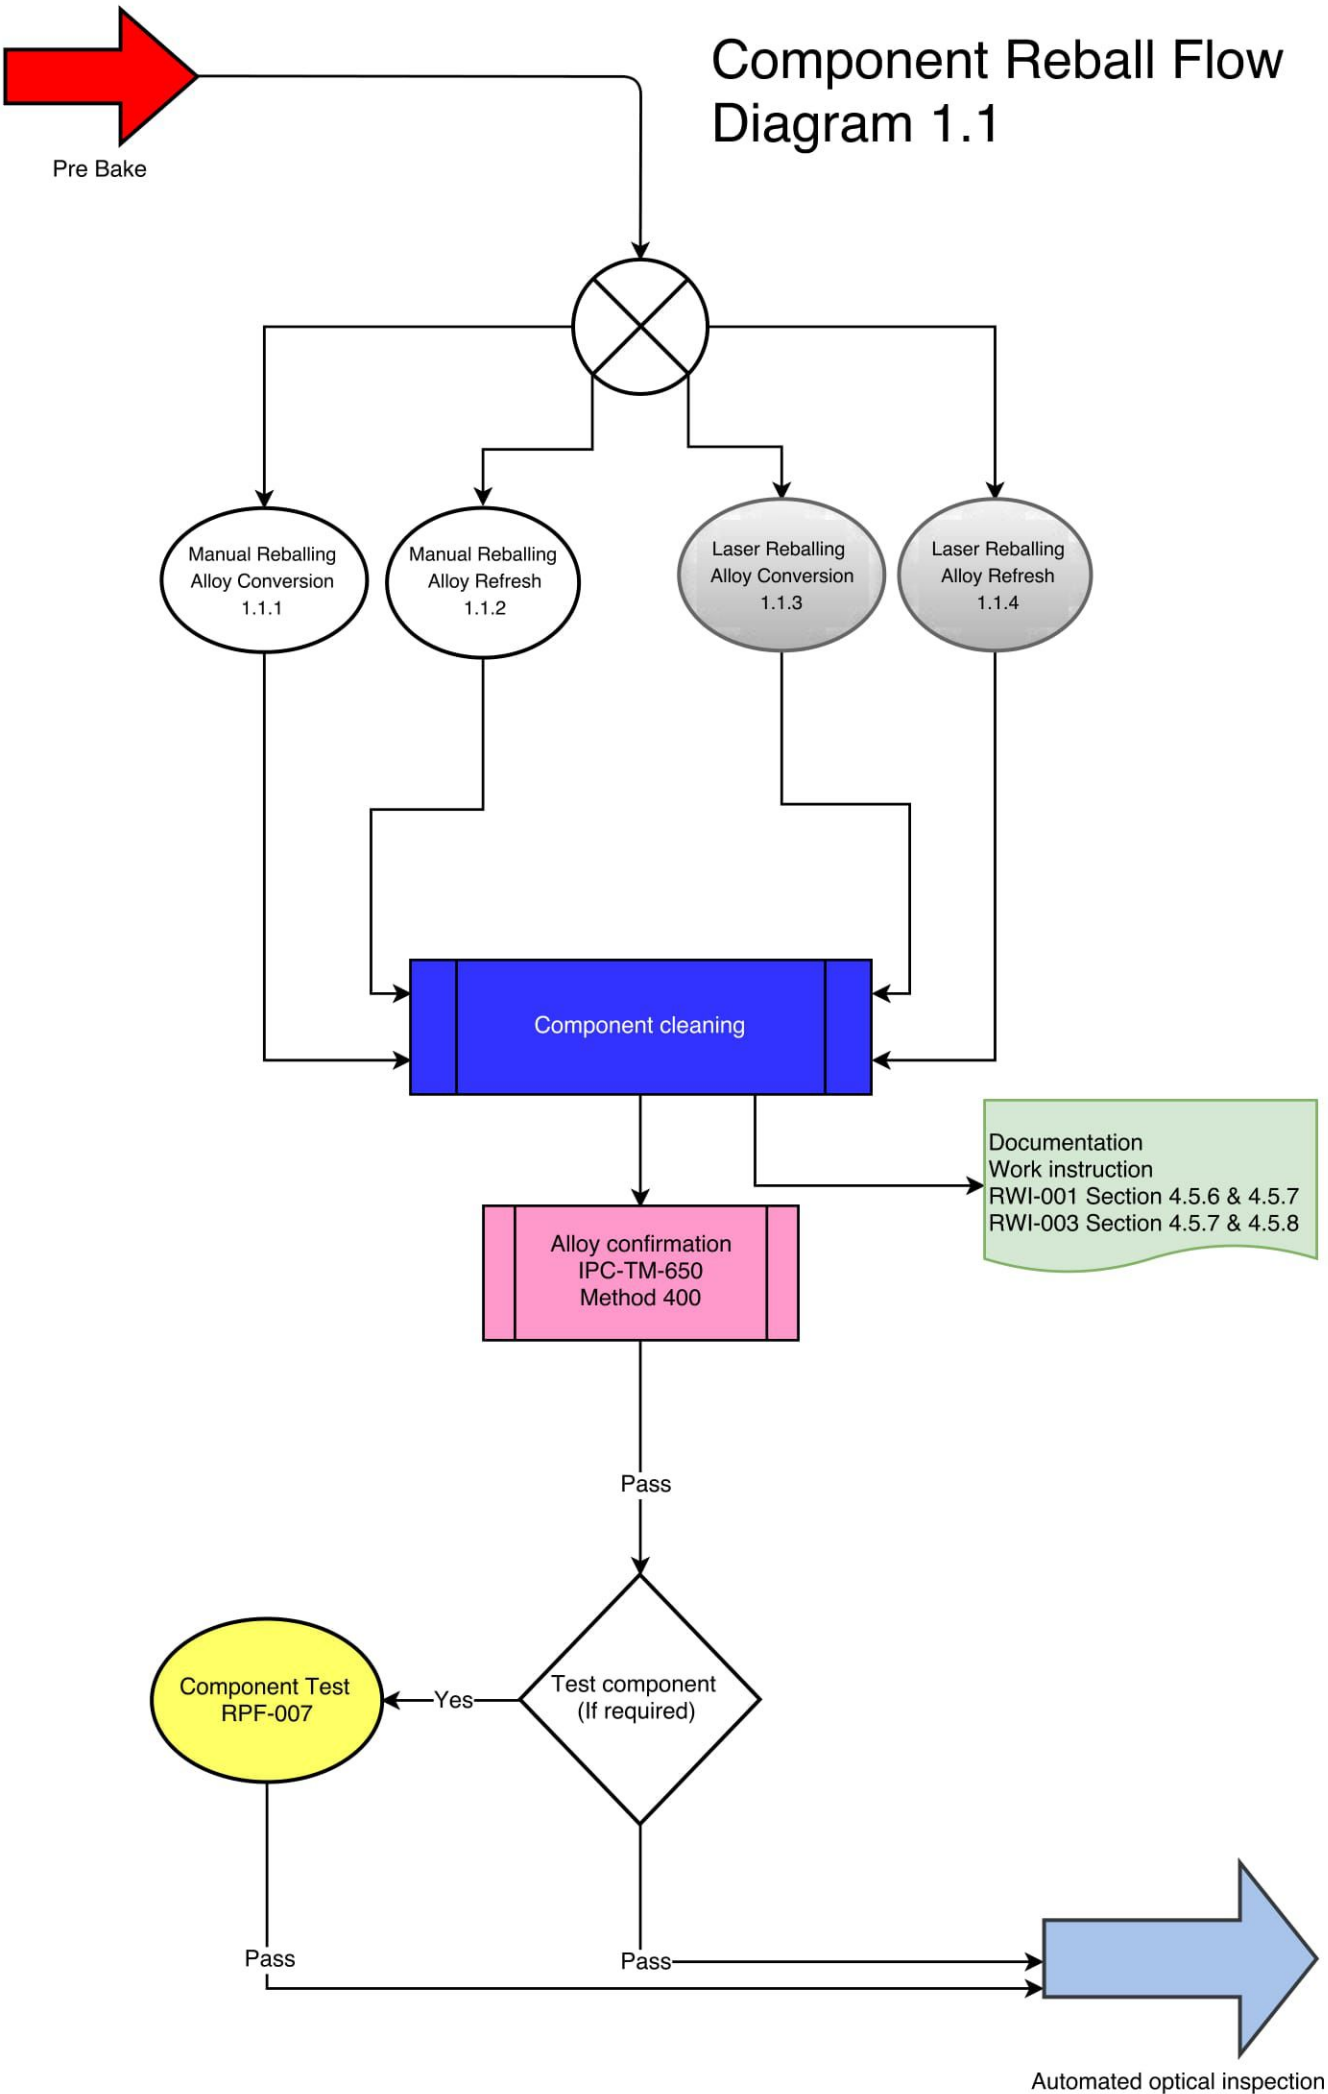 Component Reball Flow
Diagram 1.1
Pre Bake
Manual Reballing
Alloy Conversion
1.1.1
Manual Reballing
Alloy Refresh
1.1.2
Laser Reballing
Alloy Conversion
1.1.3
Laser Reballing
Alloy Refresh
1.1.4
Component cleaning
Documentation
Work instruction
RWI-001 Section 4.5.6 & 4.5.7
RWI-003 Section 4.5.7 & 4.5.8
Alloy confirmation
IPC-TM-650
Method 400
Pass
Test component
(If required)
Yes
Component Test
RPF-007
Pass
Pass
Automated optical inspection